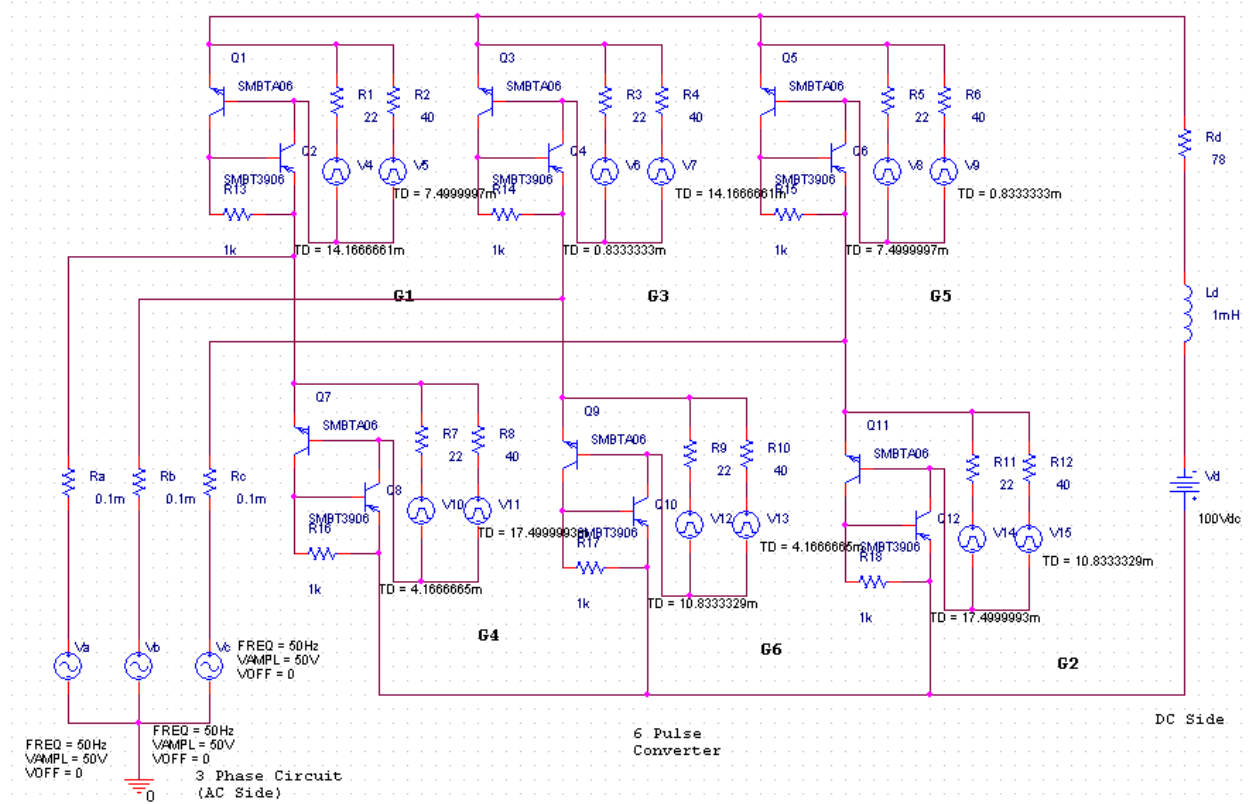 Q1
SMBTA06
R1
22
R2
40
Q2
SMBT3906
V4
V5
TD = 7.4999997m
R13
1k
TD = 14.1666661m
G1
Q3
SMBTA06
R3
22
R4
40
Q4
SMBT3906
V6
V7
TD = 14.1666661m
R14
1k
TD = 0.8333333m
G3
Q5
SMBTA06
R5
22
R6
40
Q6
SMBT3906
V8
V9
TD = 0.8333333m
R15
1k
TD = 7.4999997m
G5
Rd
78
Ld
1mH
Vd
100Vdc
Q7
SMBTA06
R7
22
R8
40
Q8
SMBT3906
V10
V11
TD = 17.4999993m
R16
1k
TD = 4.1666665m
G4
Q9
SMBTA06
R9
22
R10
40
Q10
SMBT3906
V12
V13
TD = 4.1666665m
R17
1k
TD = 10.8333329m
G6
Q11
SMBTA06
R11
22
R12
40
Q12
SMBT3906
V14
V15
TD = 10.8333329m
R18
1k
TD = 17.4999993m
G2
Ra
0.1m
Rb
0.1m
Rc
0.1m
Va
Vb
Vc
FREQ = 50Hz
VAMPL = 50V
VOFF = 0
FREQ = 50Hz
VAMPL = 50V
VOFF = 0
FREQ = 50Hz
VAMPL = 50V
VOFF = 0
0
3 Phase Circuit
(AC Side)
6 Pulse
Converter
DC Side